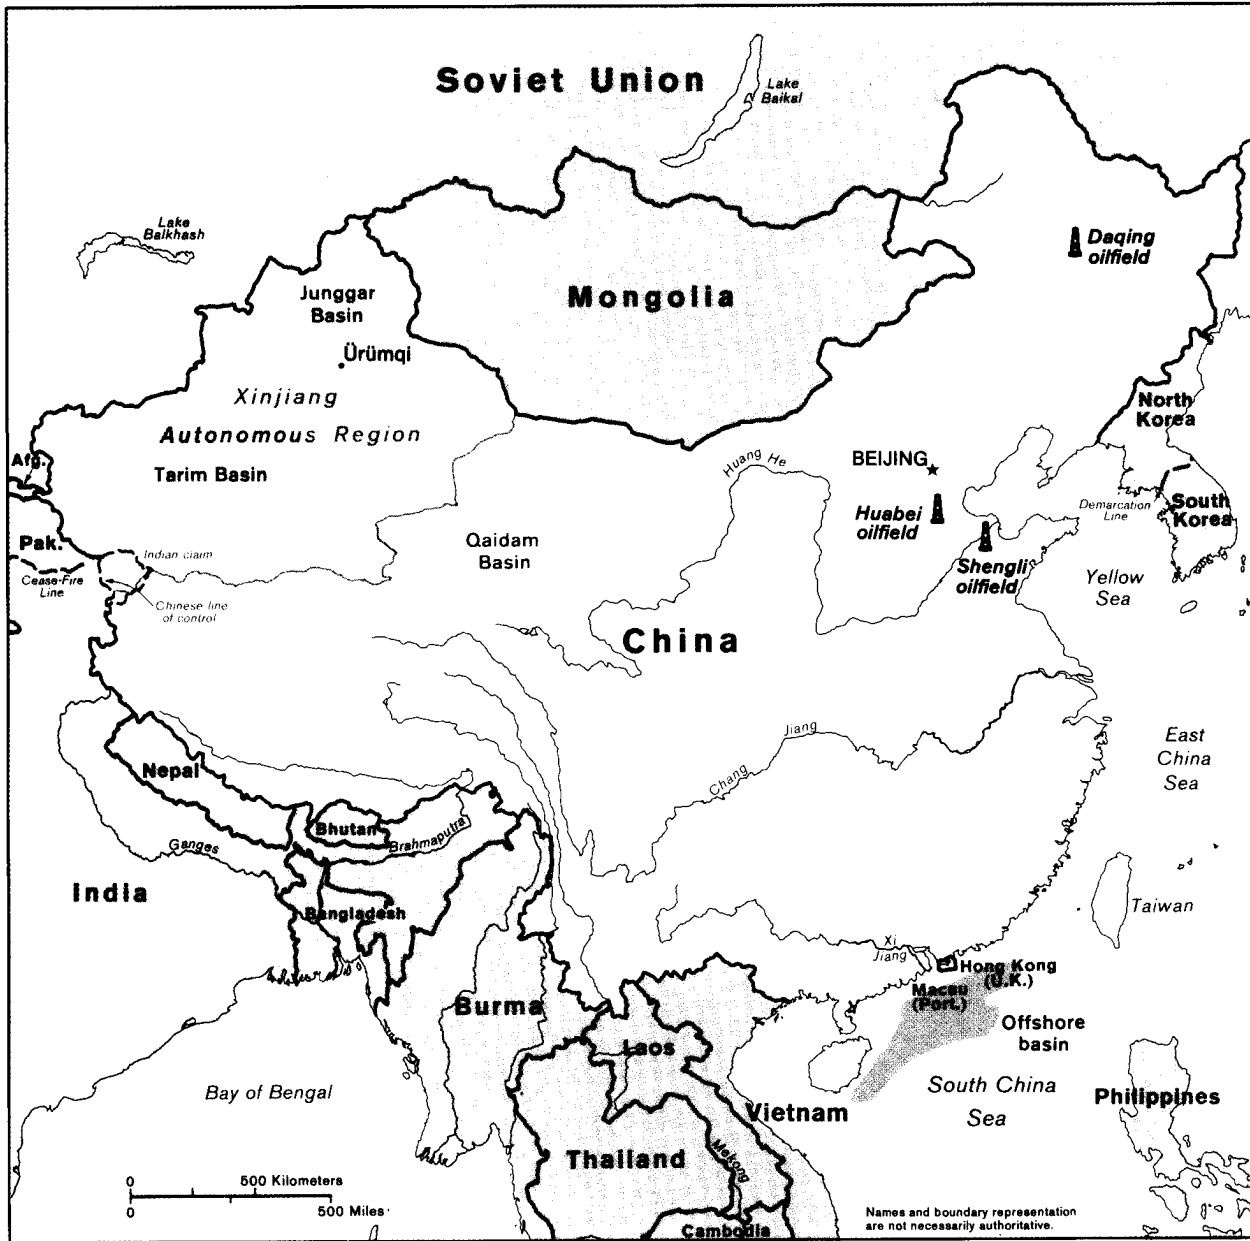 Soviet Union
Lake
Baikal
Lake
Balkhash
Daqing
oilfield
Junggar
Basin
Mongolia
Ürümqi
Xinjiang
Autonomous Region
North
Korea
Afg.
Tarim Basin
Huang He
BEIJING
Demarcation
Line
South
Korea
Huabei
oilfield
Pak.
Indian claim
Qaidam
Basin
Cease-Fire
Line
Shengli
oilfield
Yellow
Sea
Chinese line
of control
China
Jiang
East
China
Sea
Nepal
Chang
Bhutan
Brahmaputra
Ganges
India
Bangladesh
Taiwan
Xi
Jiang
Hong Kong
(U.K.)
Macau
(Port.)
Burma
Offshore
basin
Laos
Bay of Bengal
South China
Sea
Philippines
Vietnam
Thailand
Mekong
0 500 Kilometers
0 500 Miles
Names and boundary representation
are not necessarily authoritative.
Cambodia